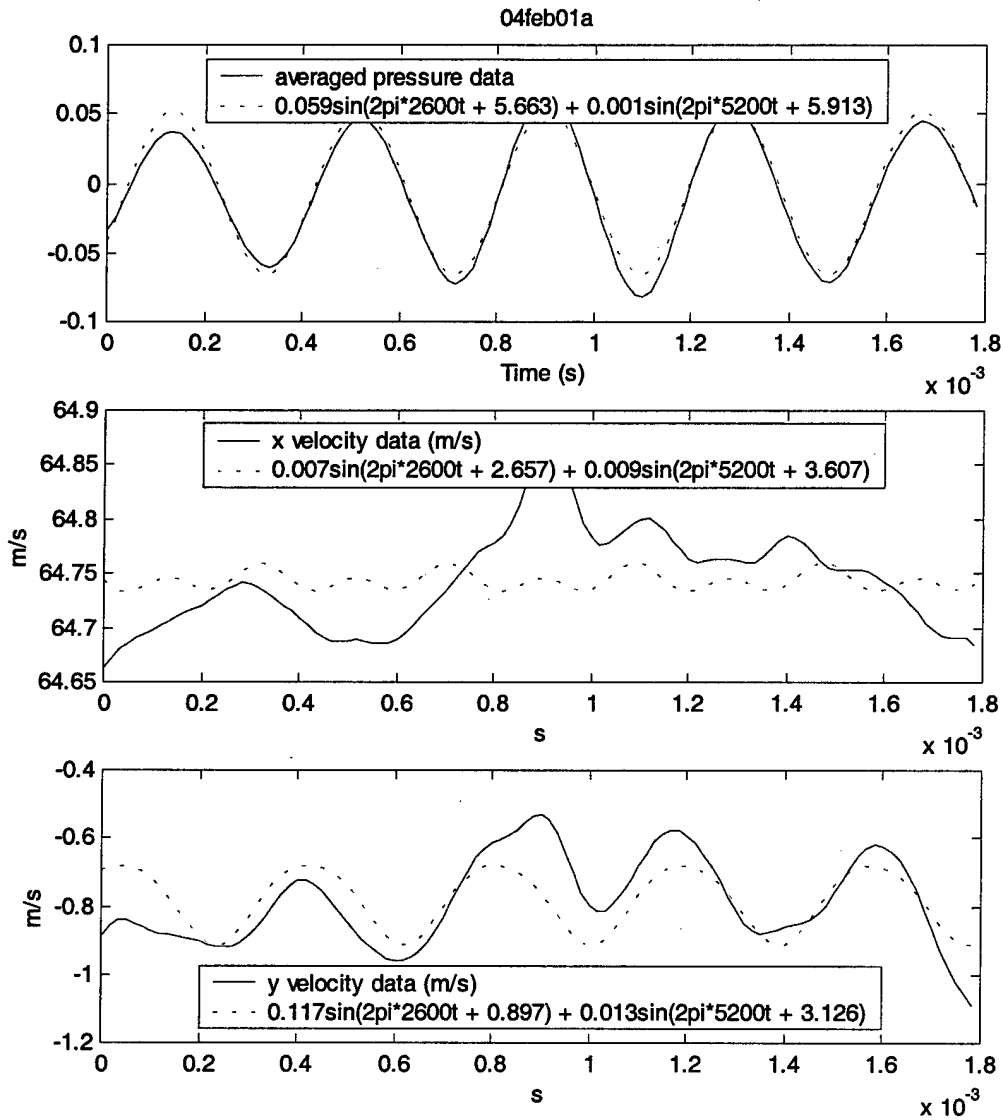 04feb01a
0.1
averaged pressure data
0.059sin(2pi*2600t + 5.663) + 0.001sin(2pi*5200t + 5.913)
0.05
0
-0.05
-0.1
0 0.2 0.4 0.6 0.8 1 1.2 1.4 1.6 1.8
Time (s)
x 10^-3
64.9
x velocity data (m/s)
0.007sin(2pi*2600t + 2.657) + 0.009sin(2pi*5200t + 3.607)
64.85
64.8
m/s
64.75
64.7
64.65
0 0.2 0.4 0.6 0.8 1 1.2 1.4 1.6 1.8
s
x 10^-3
-0.4
-0.6
m/s
-0.8
-1
y velocity data (m/s)
0.117sin(2pi*2600t + 0.897) + 0.013sin(2pi*5200t + 3.126)
-1.2
0 0.2 0.4 0.6 0.8 1 1.2 1.4 1.6 1.8
s
x 10^-3